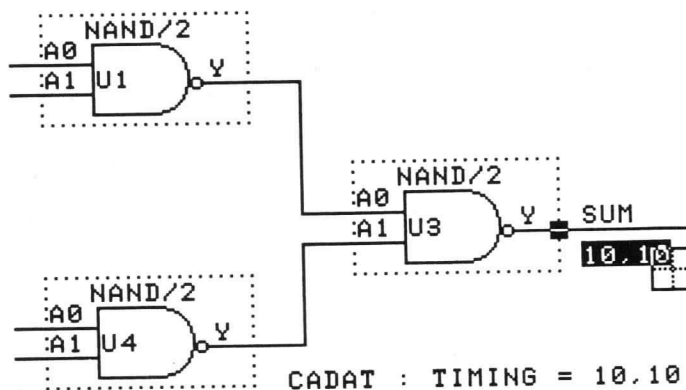 NAND/2
A0
A1 U1 Y
NAND/2
A0
A1 U3 Y SUM
10,10
NAND/2
A0
A1 U4 Y
CADAT : TIMING = 10,10